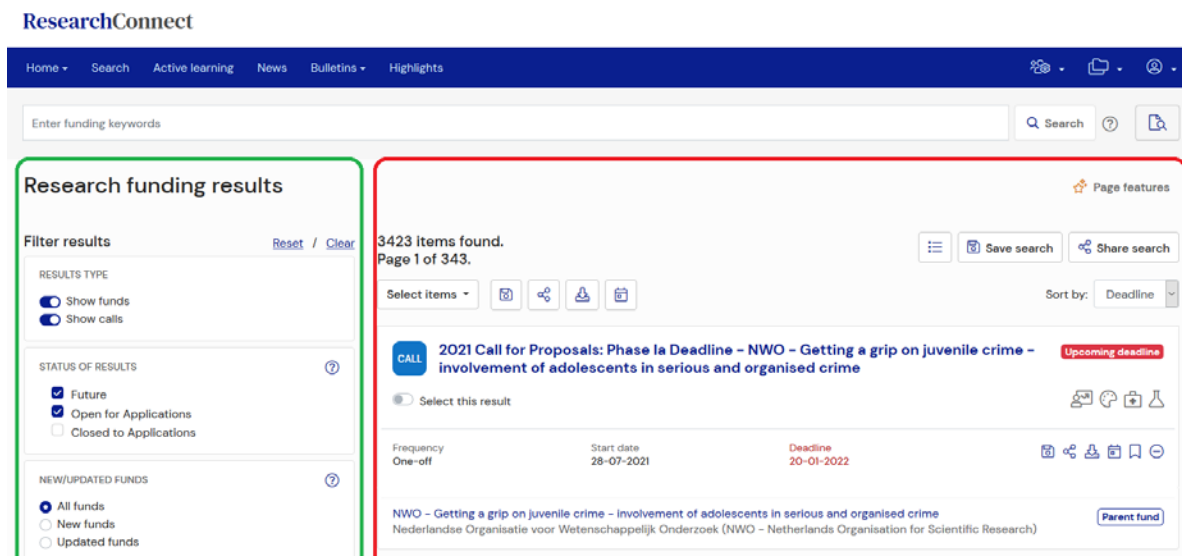 ResearchConnect
Home Search Active learning News Bulletins Highlights
Enter funding keywords
Search
Research funding results
Page features
Filter results Reset / Clear
3423 items found.
Page 1 of 343.
Save search Share search
RESULTS TYPE
Show funds
Show calls
Select items
Sort by: Deadline
STATUS OF RESULTS
Future
Open for Applications
Closed to Applications
CALL
2021 Call for Proposals: Phase Ia Deadline – NWO – Getting a grip on juvenile crime –
involvement of adolescents in serious and organised crime
Upcoming deadline
Select this result
Frequency Start date Deadline
One-off 28-07-2021 20-01-2022
NEW/UPDATED FUNDS
All funds
New funds
Updated funds
NWO – Getting a grip on juvenile crime – involvement of adolescents in serious and organised crime
Nederlandse Organisatie voor Wetenschappelijk Onderzoek (NWO – Netherlands Organisation for Scientific Research)
Parent fund